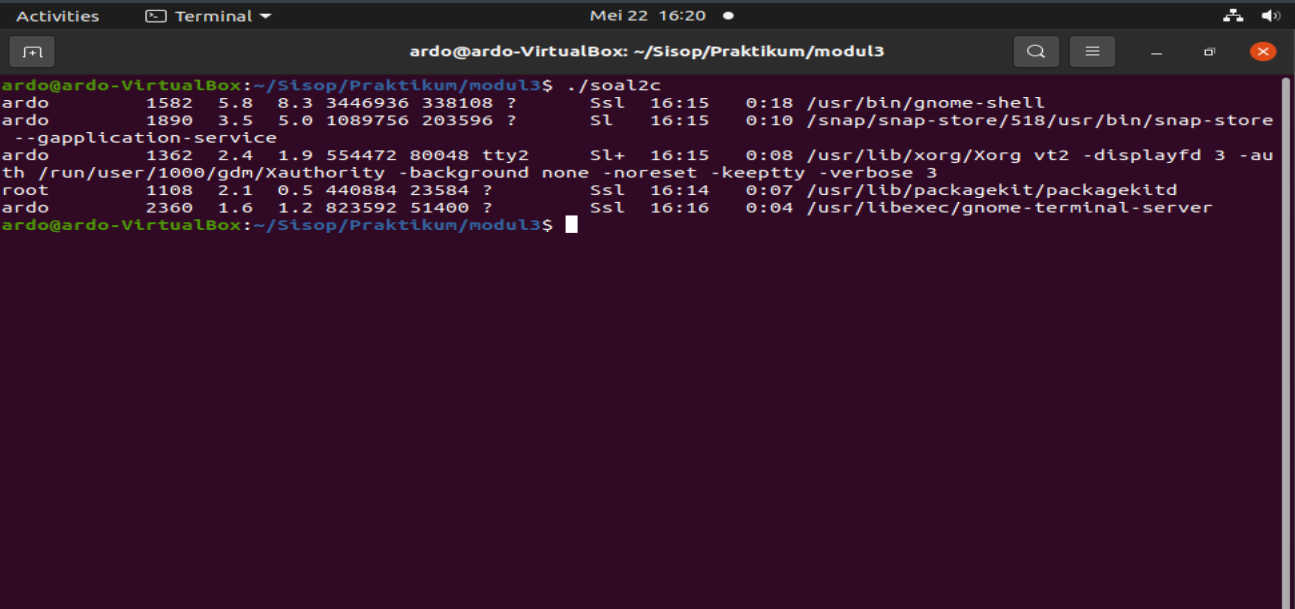 Activities Terminal Mei 22 16:20
ardo@ardo-VirtualBox: ~/Sisop/Praktikum/modul3
ardo@ardo-VirtualBox:~/Sisop/Praktikum/modul3$ ./soal2c
ardo        1582  5.8  8.3 3446936 338108 ?      Ssl  16:15   0:18 /usr/bin/gnome-shell
ardo        1890  3.5  5.0 1089756 203596 ?      Sl   16:15   0:10 /snap/snap-store/518/usr/bin/snap-store
 --gapplication-service
ardo        1362  2.4  1.9 554472 80048 tty2     Sl+  16:15   0:08 /usr/lib/xorg/Xorg vt2 -displayfd 3 -au
th /run/user/1000/gdm/Xauthority -background none -noreset -keeptty -verbose 3
root        1108  2.1  0.5 440884 23584 ?        Ssl  16:14   0:07 /usr/lib/packagekit/packagekitd
ardo        2360  1.6  1.2 823592 51400 ?        Ssl  16:16   0:04 /usr/libexec/gnome-terminal-server
ardo@ardo-VirtualBox:~/Sisop/Praktikum/modul3$